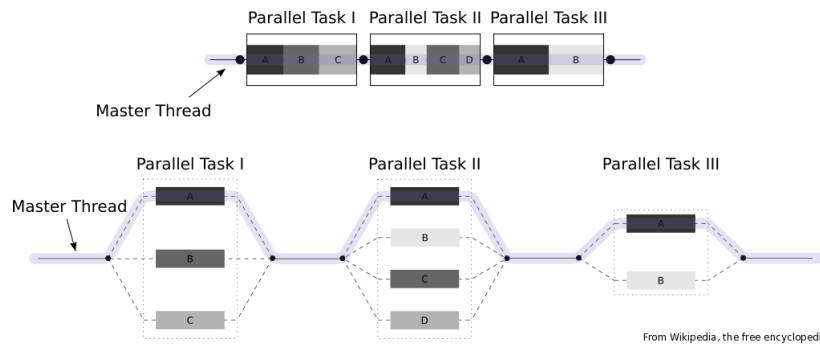 Parallel Task I Parallel Task II Parallel Task III
A B C A B C D A B
Master Thread
Parallel Task I Parallel Task II Parallel Task III
A A
Master Thread
B A
B
C
B
C D
From Wikipedia, the free encyclopedi